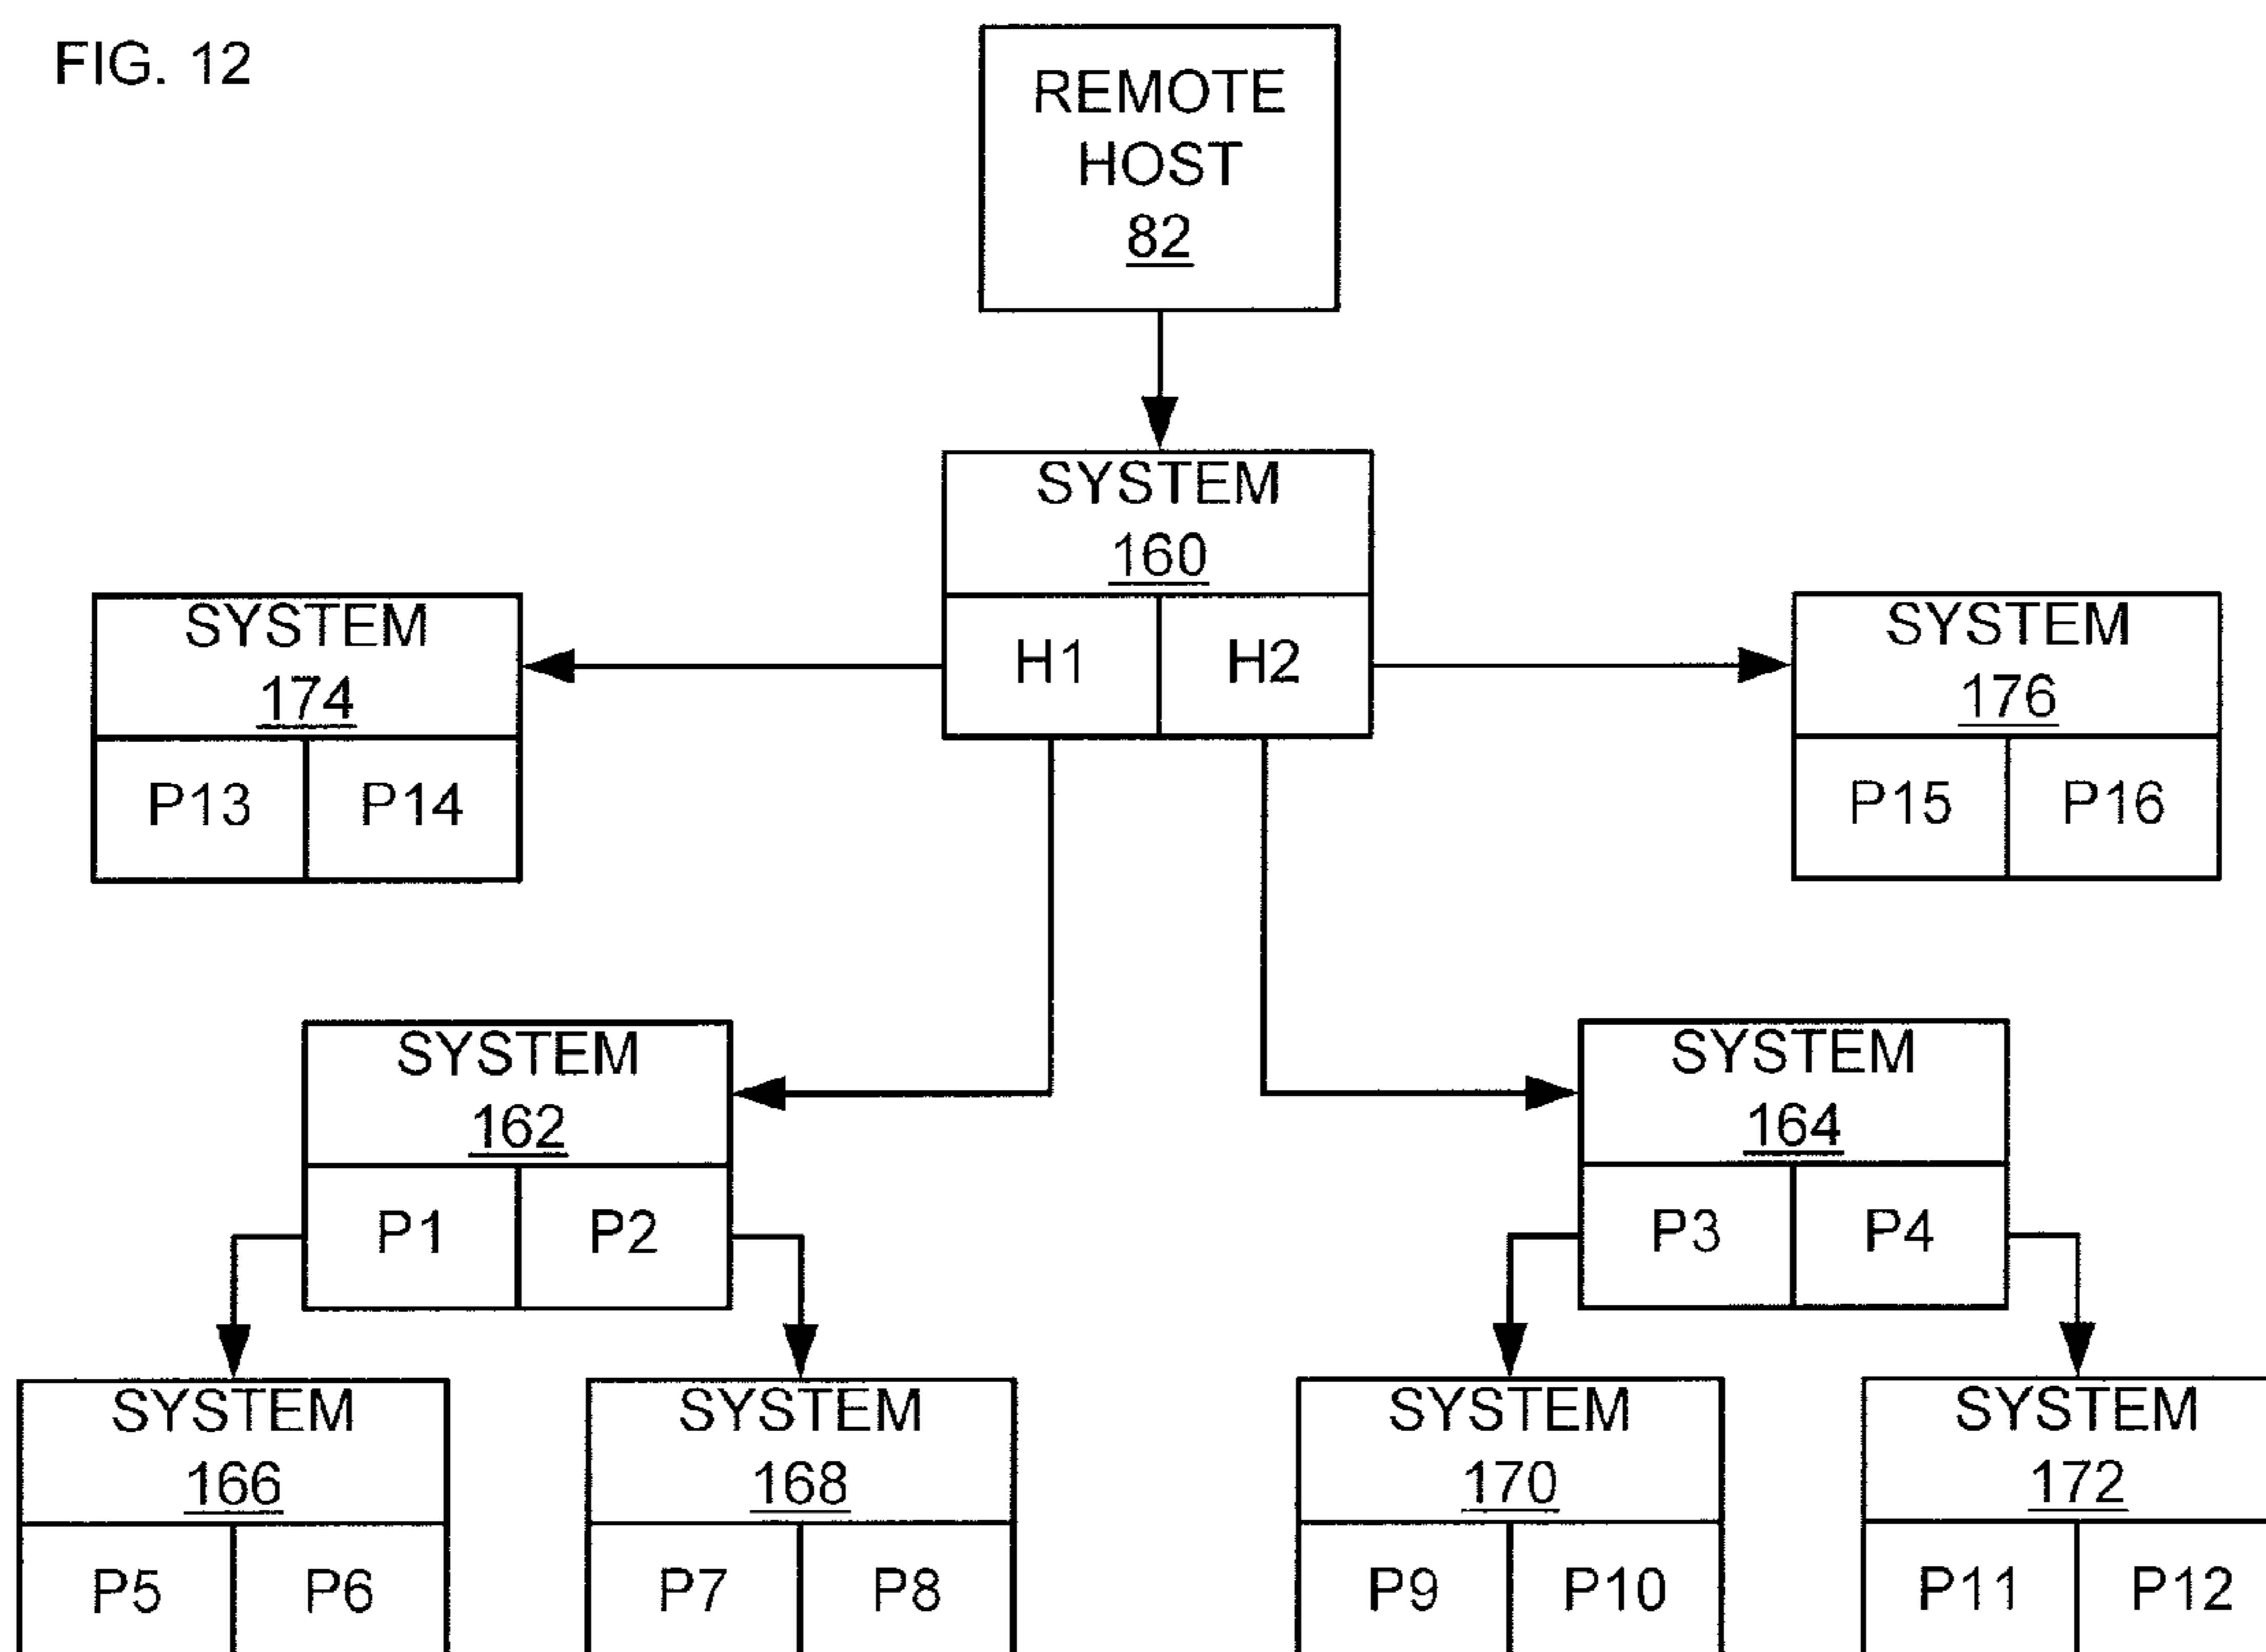 FIG. 12
REMOTE
HOST
82
SYSTEM
160
H1 H2
SYSTEM
174
P13 P14
SYSTEM
176
P15 P16
SYSTEM
162
P1 P2
SYSTEM
164
P3 P4
SYSTEM
166
P5 P6
SYSTEM
168
P7 P8
SYSTEM
170
P9 P10
SYSTEM
172
P11 P12